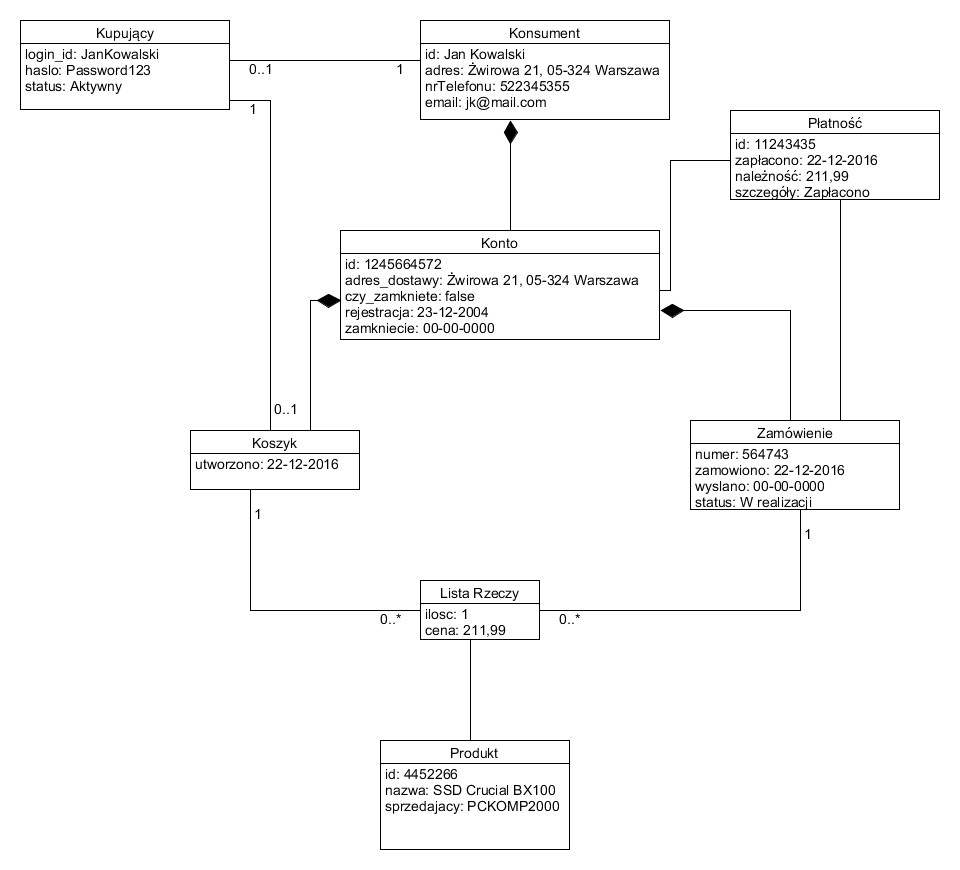 Kupujący
login_id: JanKowalski
haslo: Password123
status: Aktywny
0..1
1
Konsument
id: Jan Kowalski
adres: Żwirowa 21, 05-324 Warszawa
nrTelefonu: 522345355
email: jk@mail.com
1
Płatność
id: 11243435
zapłacono: 22-12-2016
należność: 211,99
szczegóły: Zapłacono
Konto
id: 1245664572
adres_dostawy: Żwirowa 21, 05-324 Warszawa
czy_zamkniete: false
rejestracja: 23-12-2004
zamkniecie: 00-00-0000
0..1
Koszyk
utworzono: 22-12-2016
Zamówienie
numer: 564743
zamowiono: 22-12-2016
wyslano: 00-00-0000
status: W realizacji
1
1
Lista Rzeczy
ilosc: 1
cena: 211,99
0..*
0..*
Produkt
id: 4452266
nazwa: SSD Crucial BX100
sprzedajacy: PCKOMP2000